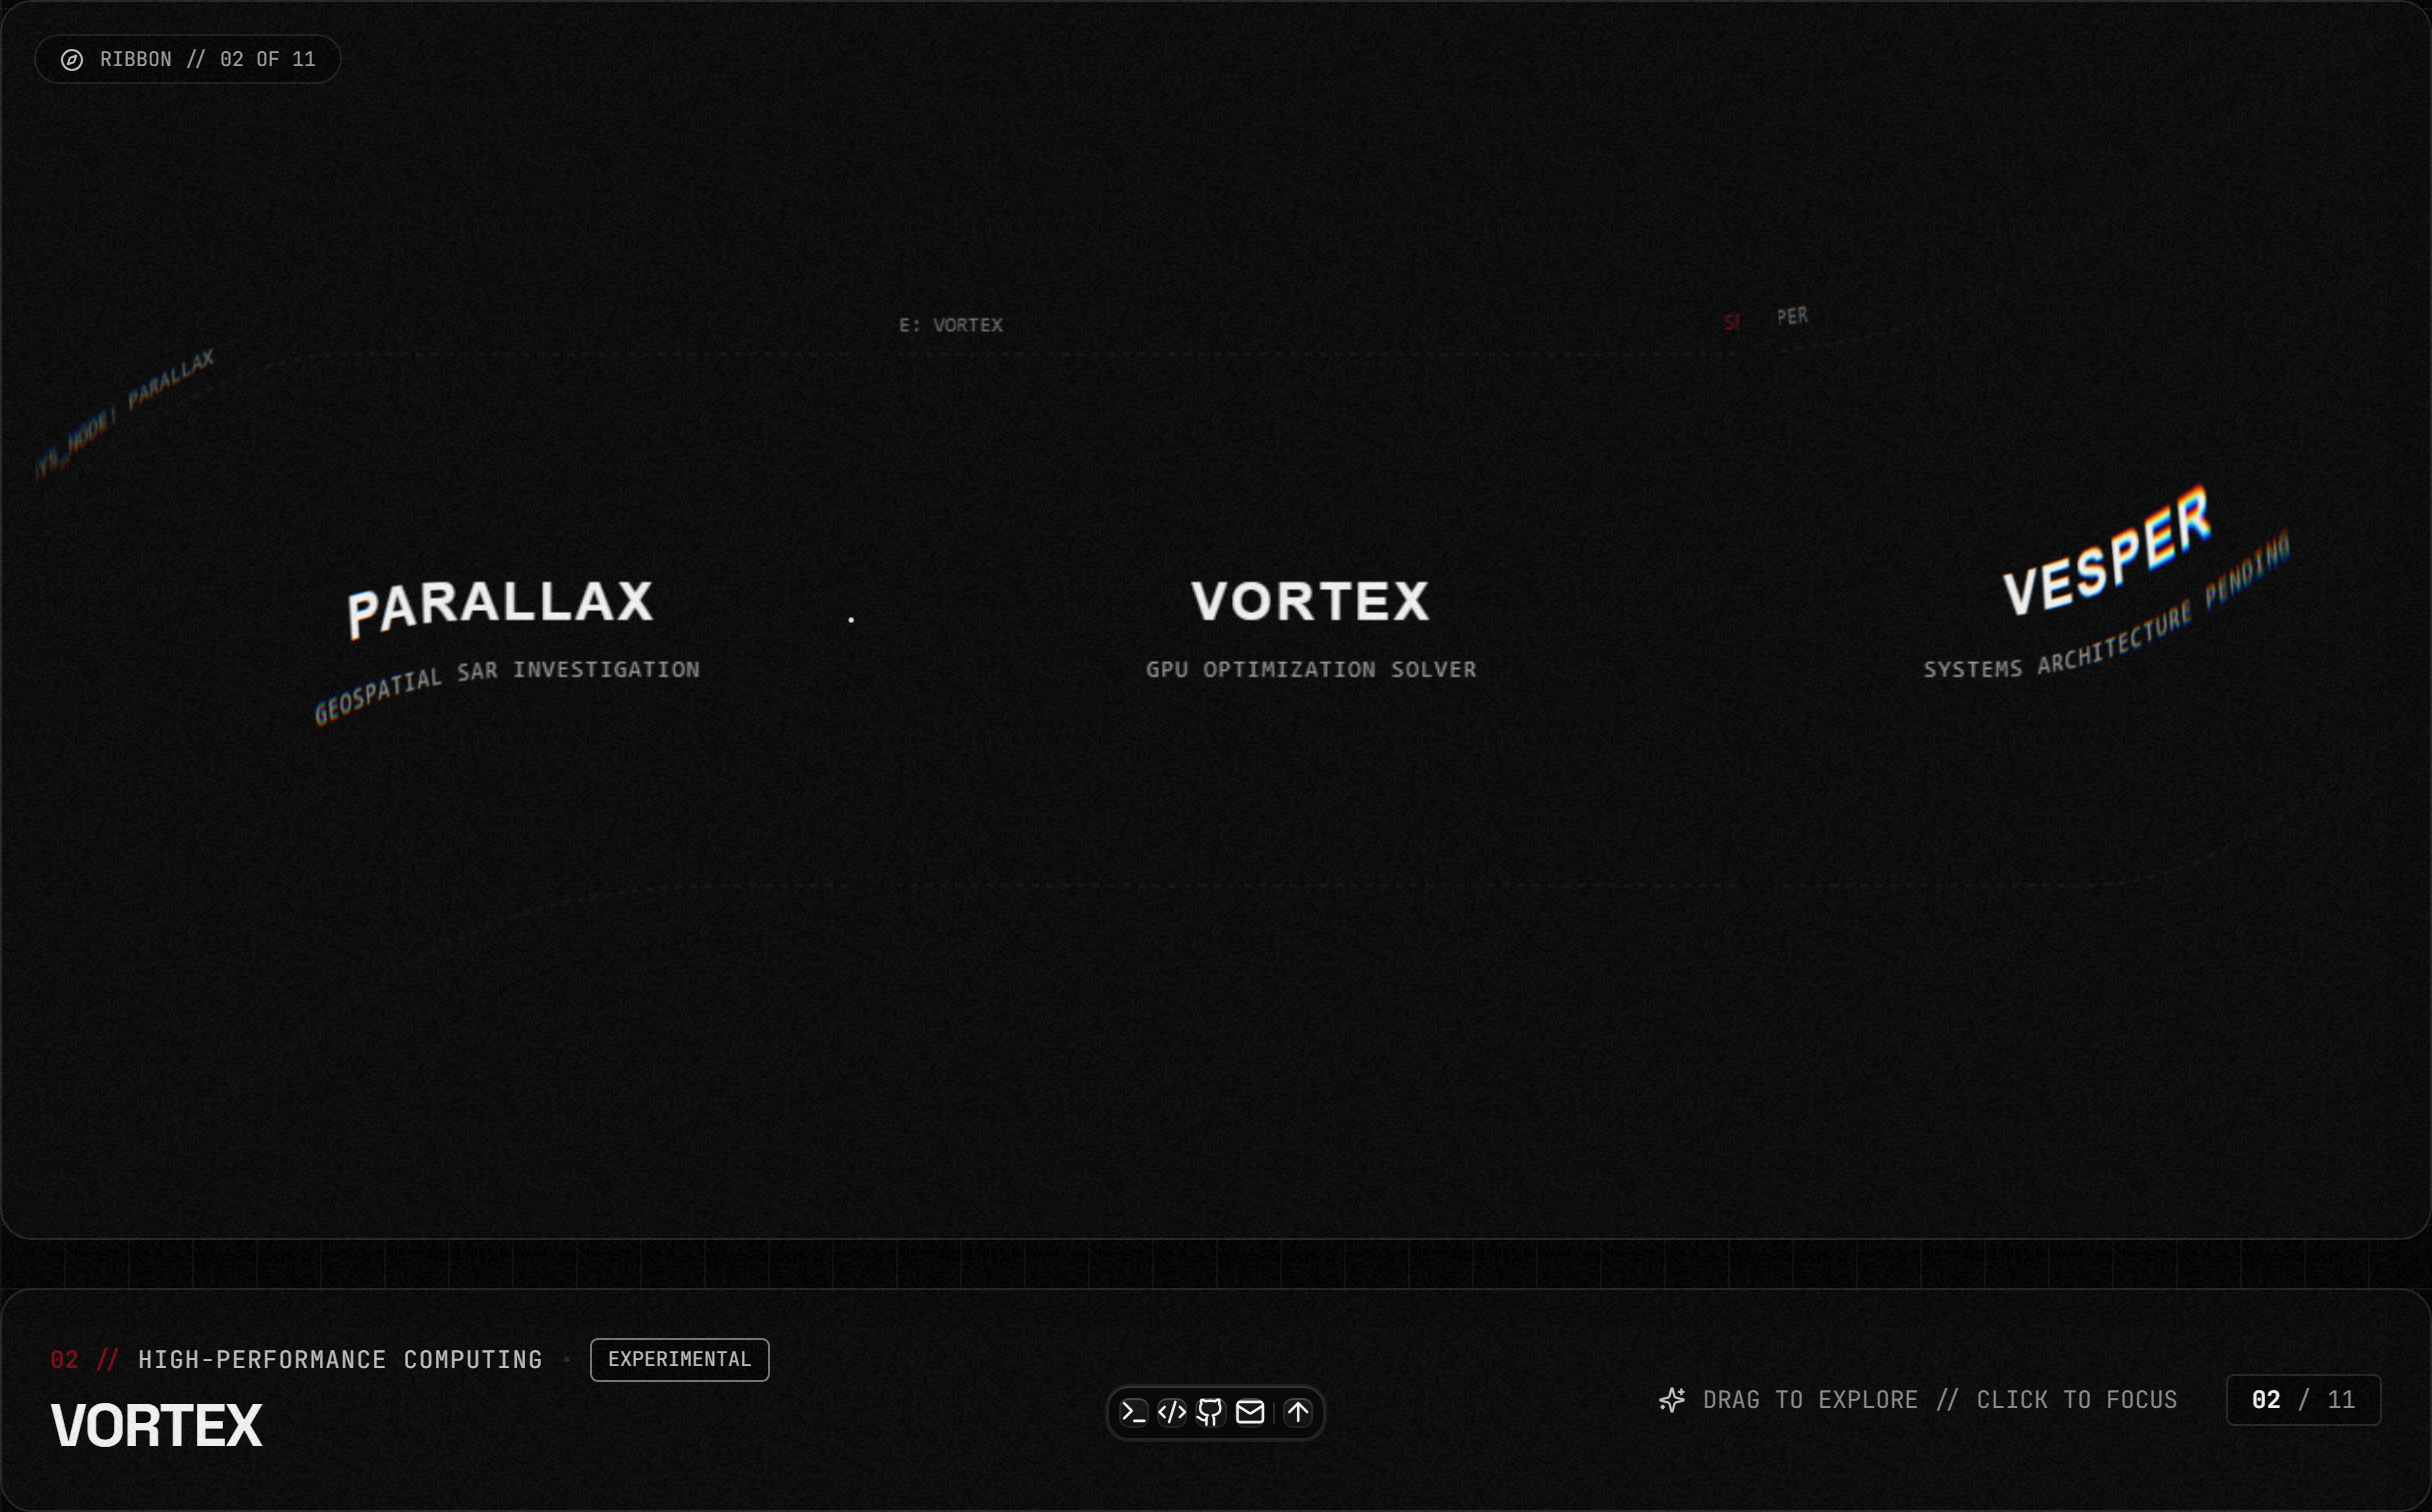 RIBBON // 02 OF 11
E: VORTEX
PER
PARALLAX
PARALLAX
VORTEX
VESPER
GEOSPATIAL SAR INVESTIGATION
GPU OPTIMIZATION SOLVER
SYSTEMS ARCHITECTURE PENDING
02 // HIGH-PERFORMANCE COMPUTING · EXPERIMENTAL
VORTEX
DRAG TO EXPLORE // CLICK TO FOCUS
02 / 11